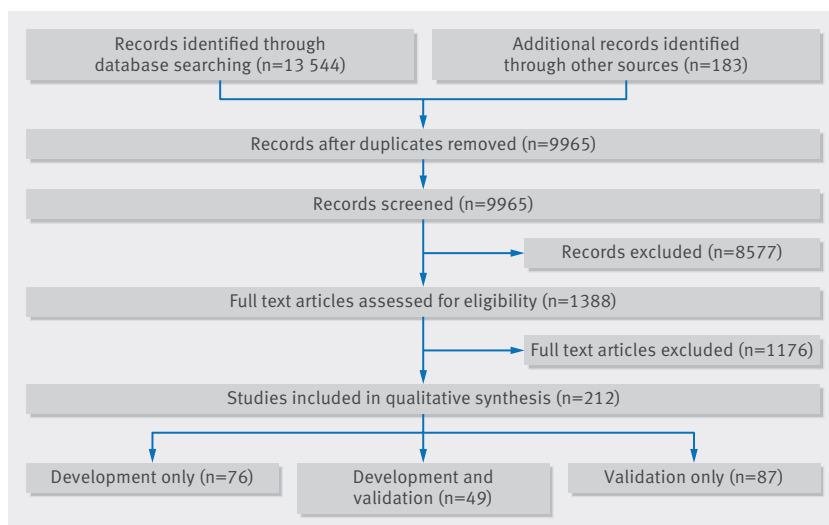 Records identified through
database searching (n=13 544)
Additional records identified
through other sources (n=183)
Records after duplicates removed (n=9965)
Records screened (n=9965)
Records excluded (n=8577)
Full text articles assessed for eligibility (n=1388)
Full text articles excluded (n=1176)
Studies included in qualitative synthesis (n=212)
Development only (n=76)
Development and
validation (n=49)
Validation only (n=87)